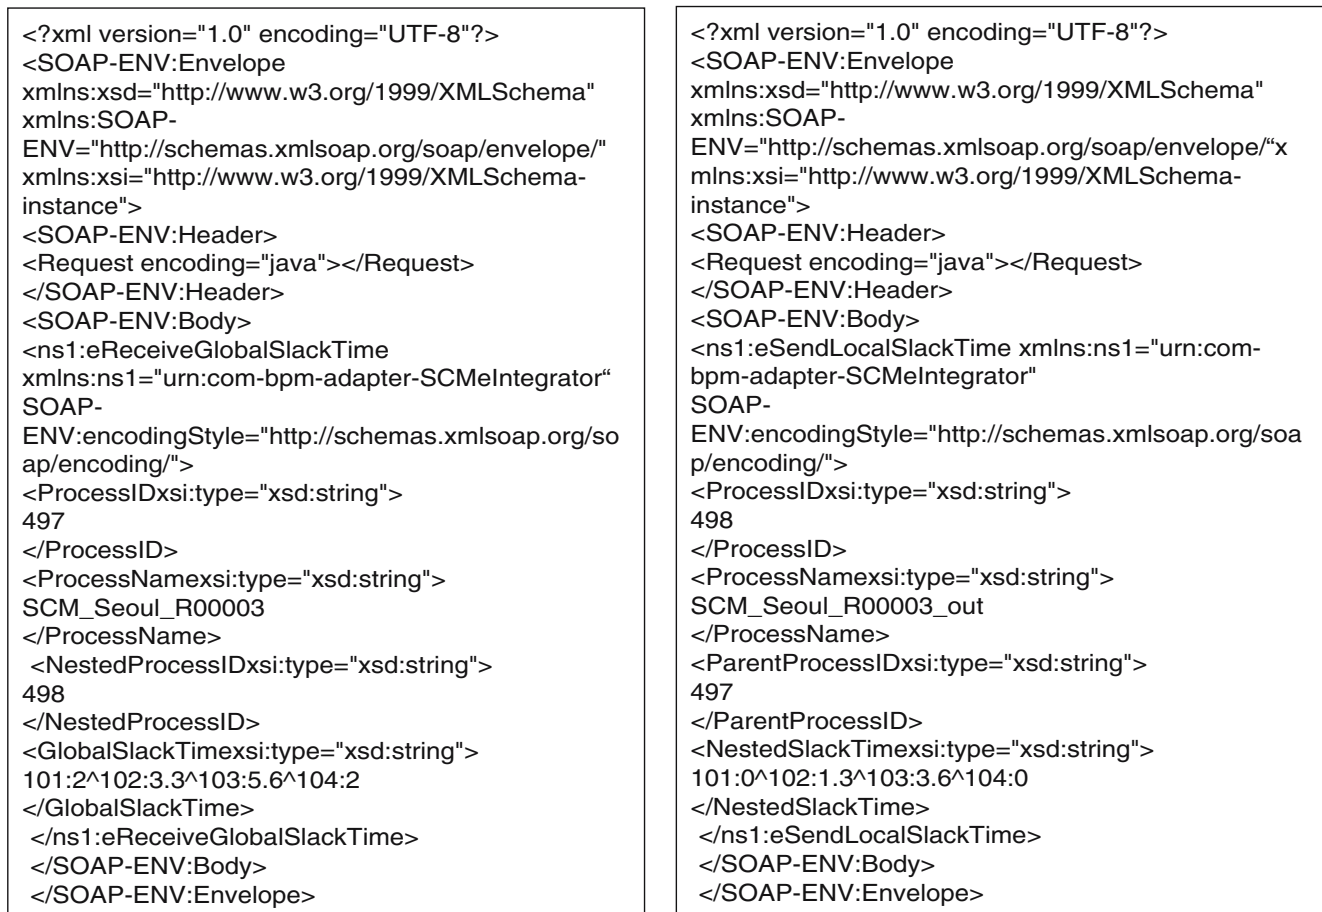 <?xml version="1.0" encoding="UTF-8"?>
<SOAP-ENV:Envelope
xmlns:xsd="http://www.w3.org/1999/XMLSchema"
xmlns:SOAP-
ENV="http://schemas.xmlsoap.org/soap/envelope/"
xmlns:xsi="http://www.w3.org/1999/XMLSchema-
instance">
<SOAP-ENV:Header>
<Request encoding="java"></Request>
</SOAP-ENV:Header>
<SOAP-ENV:Body>
<ns1:eReceiveGlobalSlackTime
xmlns:ns1="urn:com-bpm-adapter-SCMeIntegrator“
SOAP-
ENV:encodingStyle="http://schemas.xmlsoap.org/so
ap/encoding/">
<ProcessIDxsi:type="xsd:string">
497
</ProcessID>
<ProcessNamexsi:type="xsd:string">
SCM_Seoul_R00003
</ProcessName>
<NestedProcessIDxsi:type="xsd:string">
498
</NestedProcessID>
<GlobalSlackTimexsi:type="xsd:string">
101:2^102:3.3^103:5.6^104:2
</GlobalSlackTime>
</ns1:eReceiveGlobalSlackTime>
</SOAP-ENV:Body>
</SOAP-ENV:Envelope>
<?xml version="1.0" encoding="UTF-8"?>
<SOAP-ENV:Envelope
xmlns:xsd="http://www.w3.org/1999/XMLSchema"
xmlns:SOAP-
ENV="http://schemas.xmlsoap.org/soap/envelope/“x
mlns:xsi="http://www.w3.org/1999/XMLSchema-
instance">
<SOAP-ENV:Header>
<Request encoding="java"></Request>
</SOAP-ENV:Header>
<SOAP-ENV:Body>
<ns1:eSendLocalSlackTime xmlns:ns1="urn:com-
bpm-adapter-SCMeIntegrator"
SOAP-
ENV:encodingStyle="http://schemas.xmlsoap.org/soa
p/encoding/">
<ProcessIDxsi:type="xsd:string">
498
</ProcessID>
<ProcessNamexsi:type="xsd:string">
SCM_Seoul_R00003_out
</ProcessName>
<ParentProcessIDxsi:type="xsd:string">
497
</ParentProcessID>
<NestedSlackTimexsi:type="xsd:string">
101:0^102:1.3^103:3.6^104:0
</NestedSlackTime>
</ns1:eSendLocalSlackTime>
</SOAP-ENV:Body>
</SOAP-ENV:Envelope>